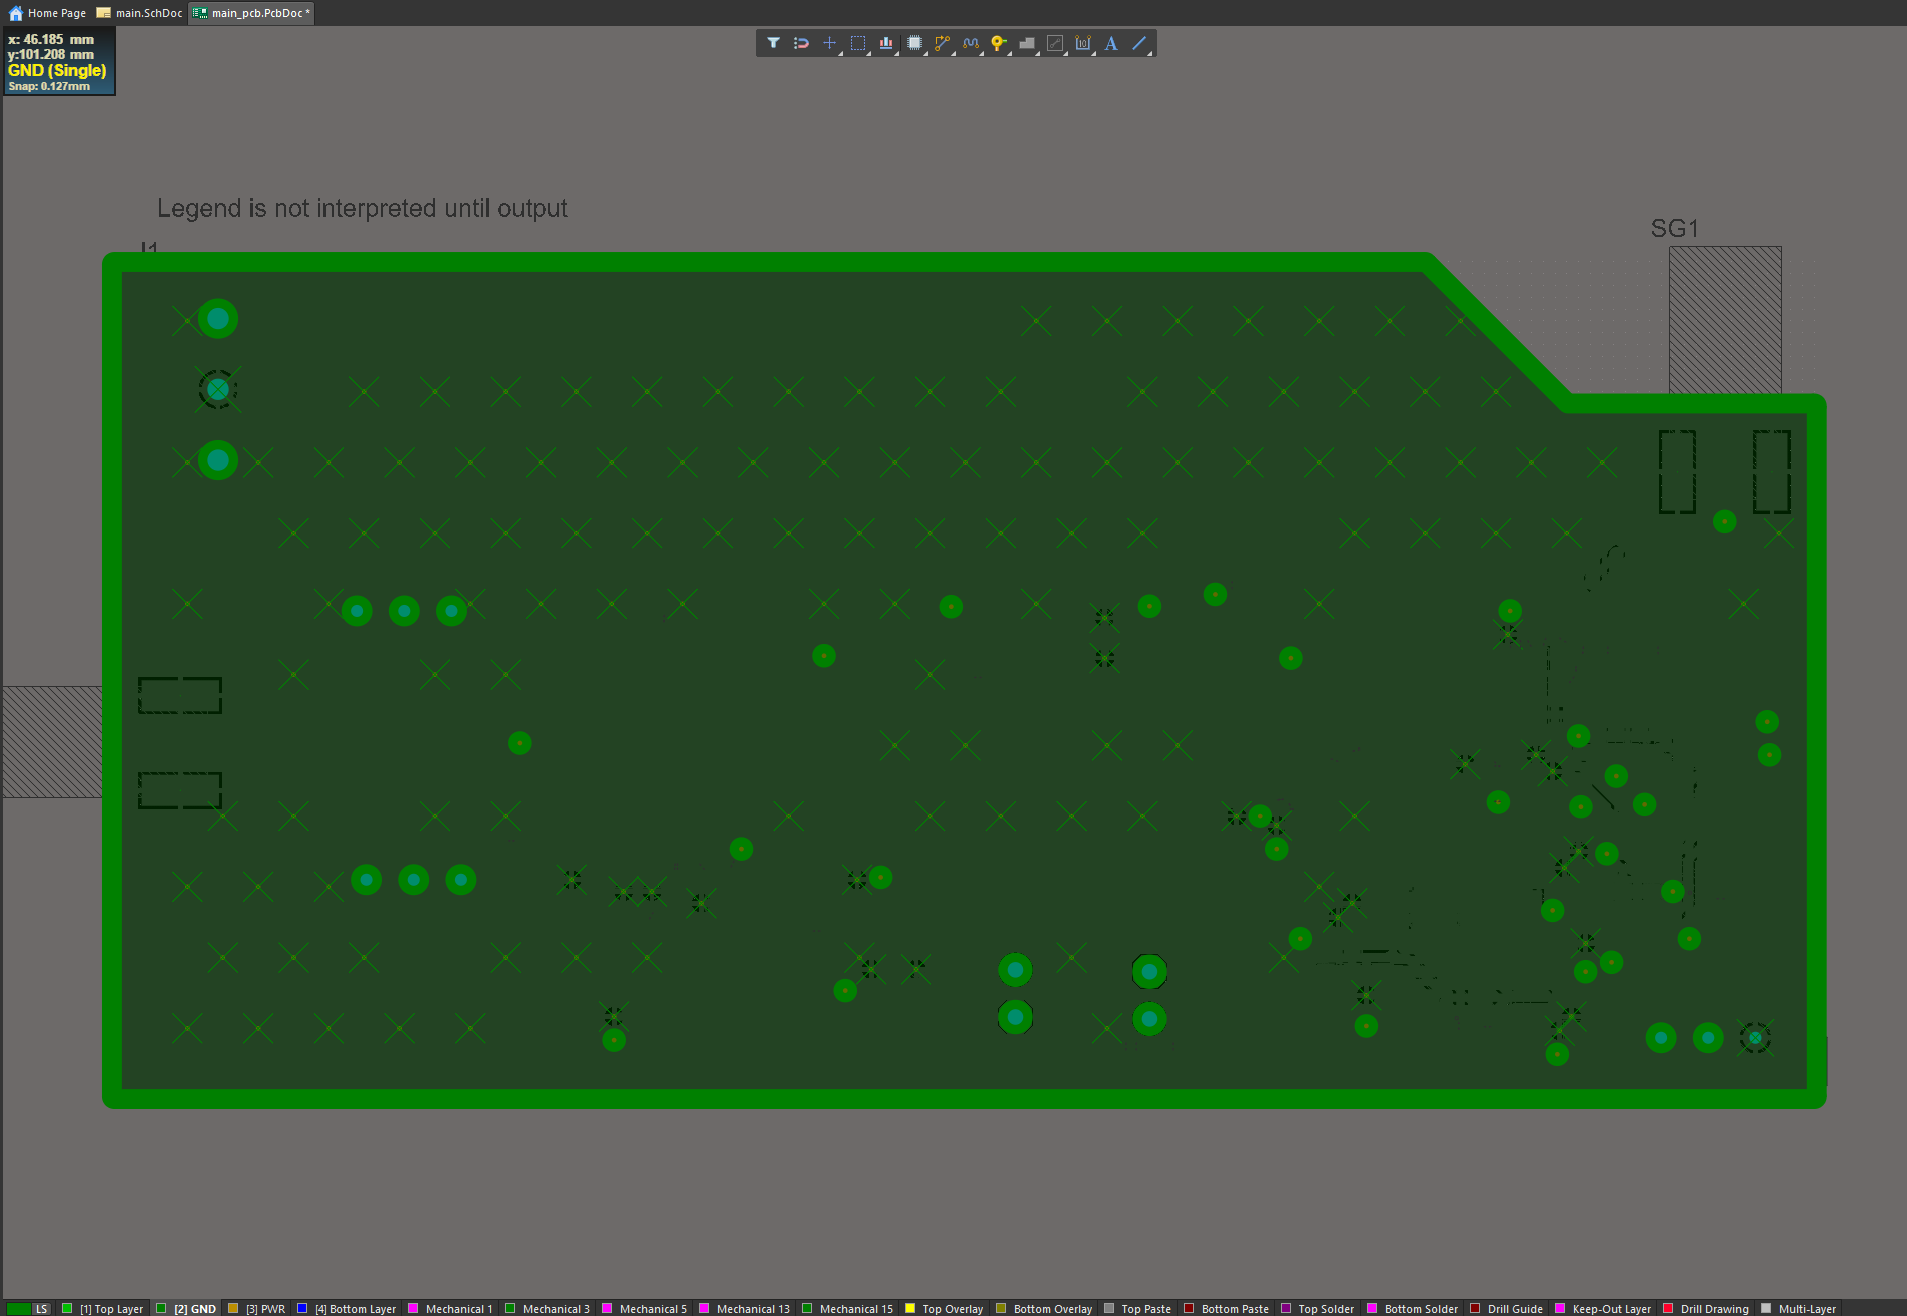 Home Page main.SchDoc main_pcb.PcbDoc *
x: 46.185 mm
y:101.208 mm
GND (Single)
Snap: 0.127mm
Legend is not interpreted until output
SG1
LS [1] Top Layer [2] GND [3] PWR [4] Bottom Layer Mechanical 1 Mechanical 3 Mechanical 5 Mechanical 13 Mechanical 15 Top Overlay Bottom Overlay Top Paste Bottom Paste Top Solder Bottom Solder Drill Guide Keep-Out Layer Drill Drawing Multi-Layer